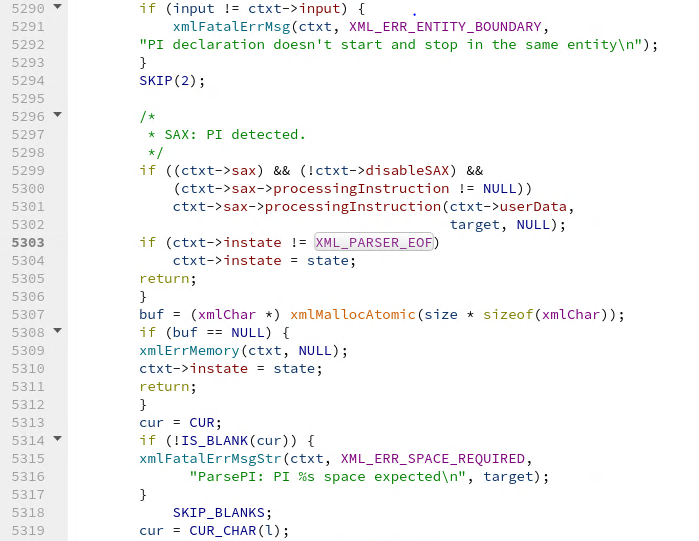 5290 if (input != ctxt->input) {
5291 xmlFatalErrMsg(ctxt, XML_ERR_ENTITY_BOUNDARY,
5292 "PI declaration doesn't start and stop in the same entity\n");
5293 }
5294 SKIP(2);
5295
5296 /*
5297 * SAX: PI detected.
5298 */
5299 if ((ctxt->sax) && (!ctxt->disableSAX) &&
5300 (ctxt->sax->processingInstruction != NULL))
5301 ctxt->sax->processingInstruction(ctxt->userData,
5302 target, NULL);
5303 if (ctxt->instate != XML_PARSER_EOF)
5304 ctxt->instate = state;
5305 return;
5306 }
5307 buf = (xmlChar *) xmlMallocAtomic(size * sizeof(xmlChar));
5308 if (buf == NULL) {
5309 xmlErrMemory(ctxt, NULL);
5310 ctxt->instate = state;
5311 return;
5312 }
5313 cur = CUR;
5314 if (!IS_BLANK(cur)) {
5315 xmlFatalErrMsgStr(ctxt, XML_ERR_SPACE_REQUIRED,
5316 "ParsePI: PI %s space expected\n", target);
5317 }
5318 SKIP_BLANKS;
5319 cur = CUR_CHAR(l);